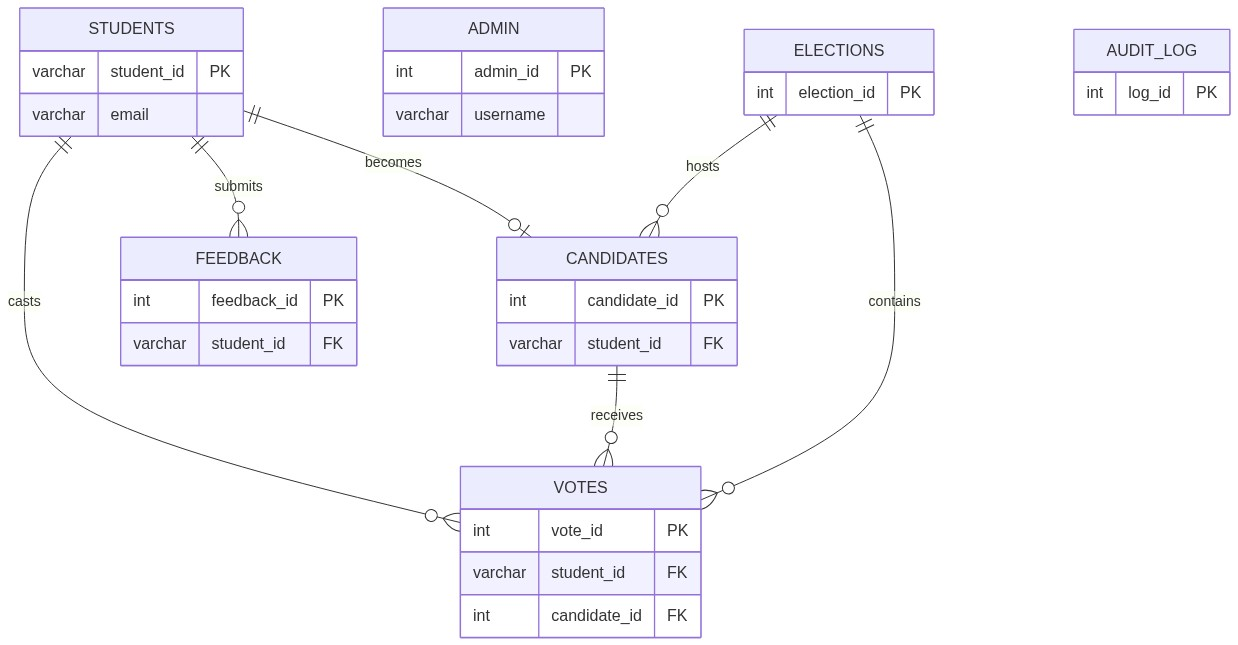 STUDENTS
varchar student_id PK
varchar email
ADMIN
int admin_id PK
varchar username
ELECTIONS
int election_id PK
AUDIT_LOG
int log_id PK
becomes
hosts
submits
FEEDBACK
int feedback_id PK
varchar student_id FK
CANDIDATES
int candidate_id PK
varchar student_id FK
casts
contains
receives
VOTES
int vote_id PK
varchar student_id FK
int candidate_id FK